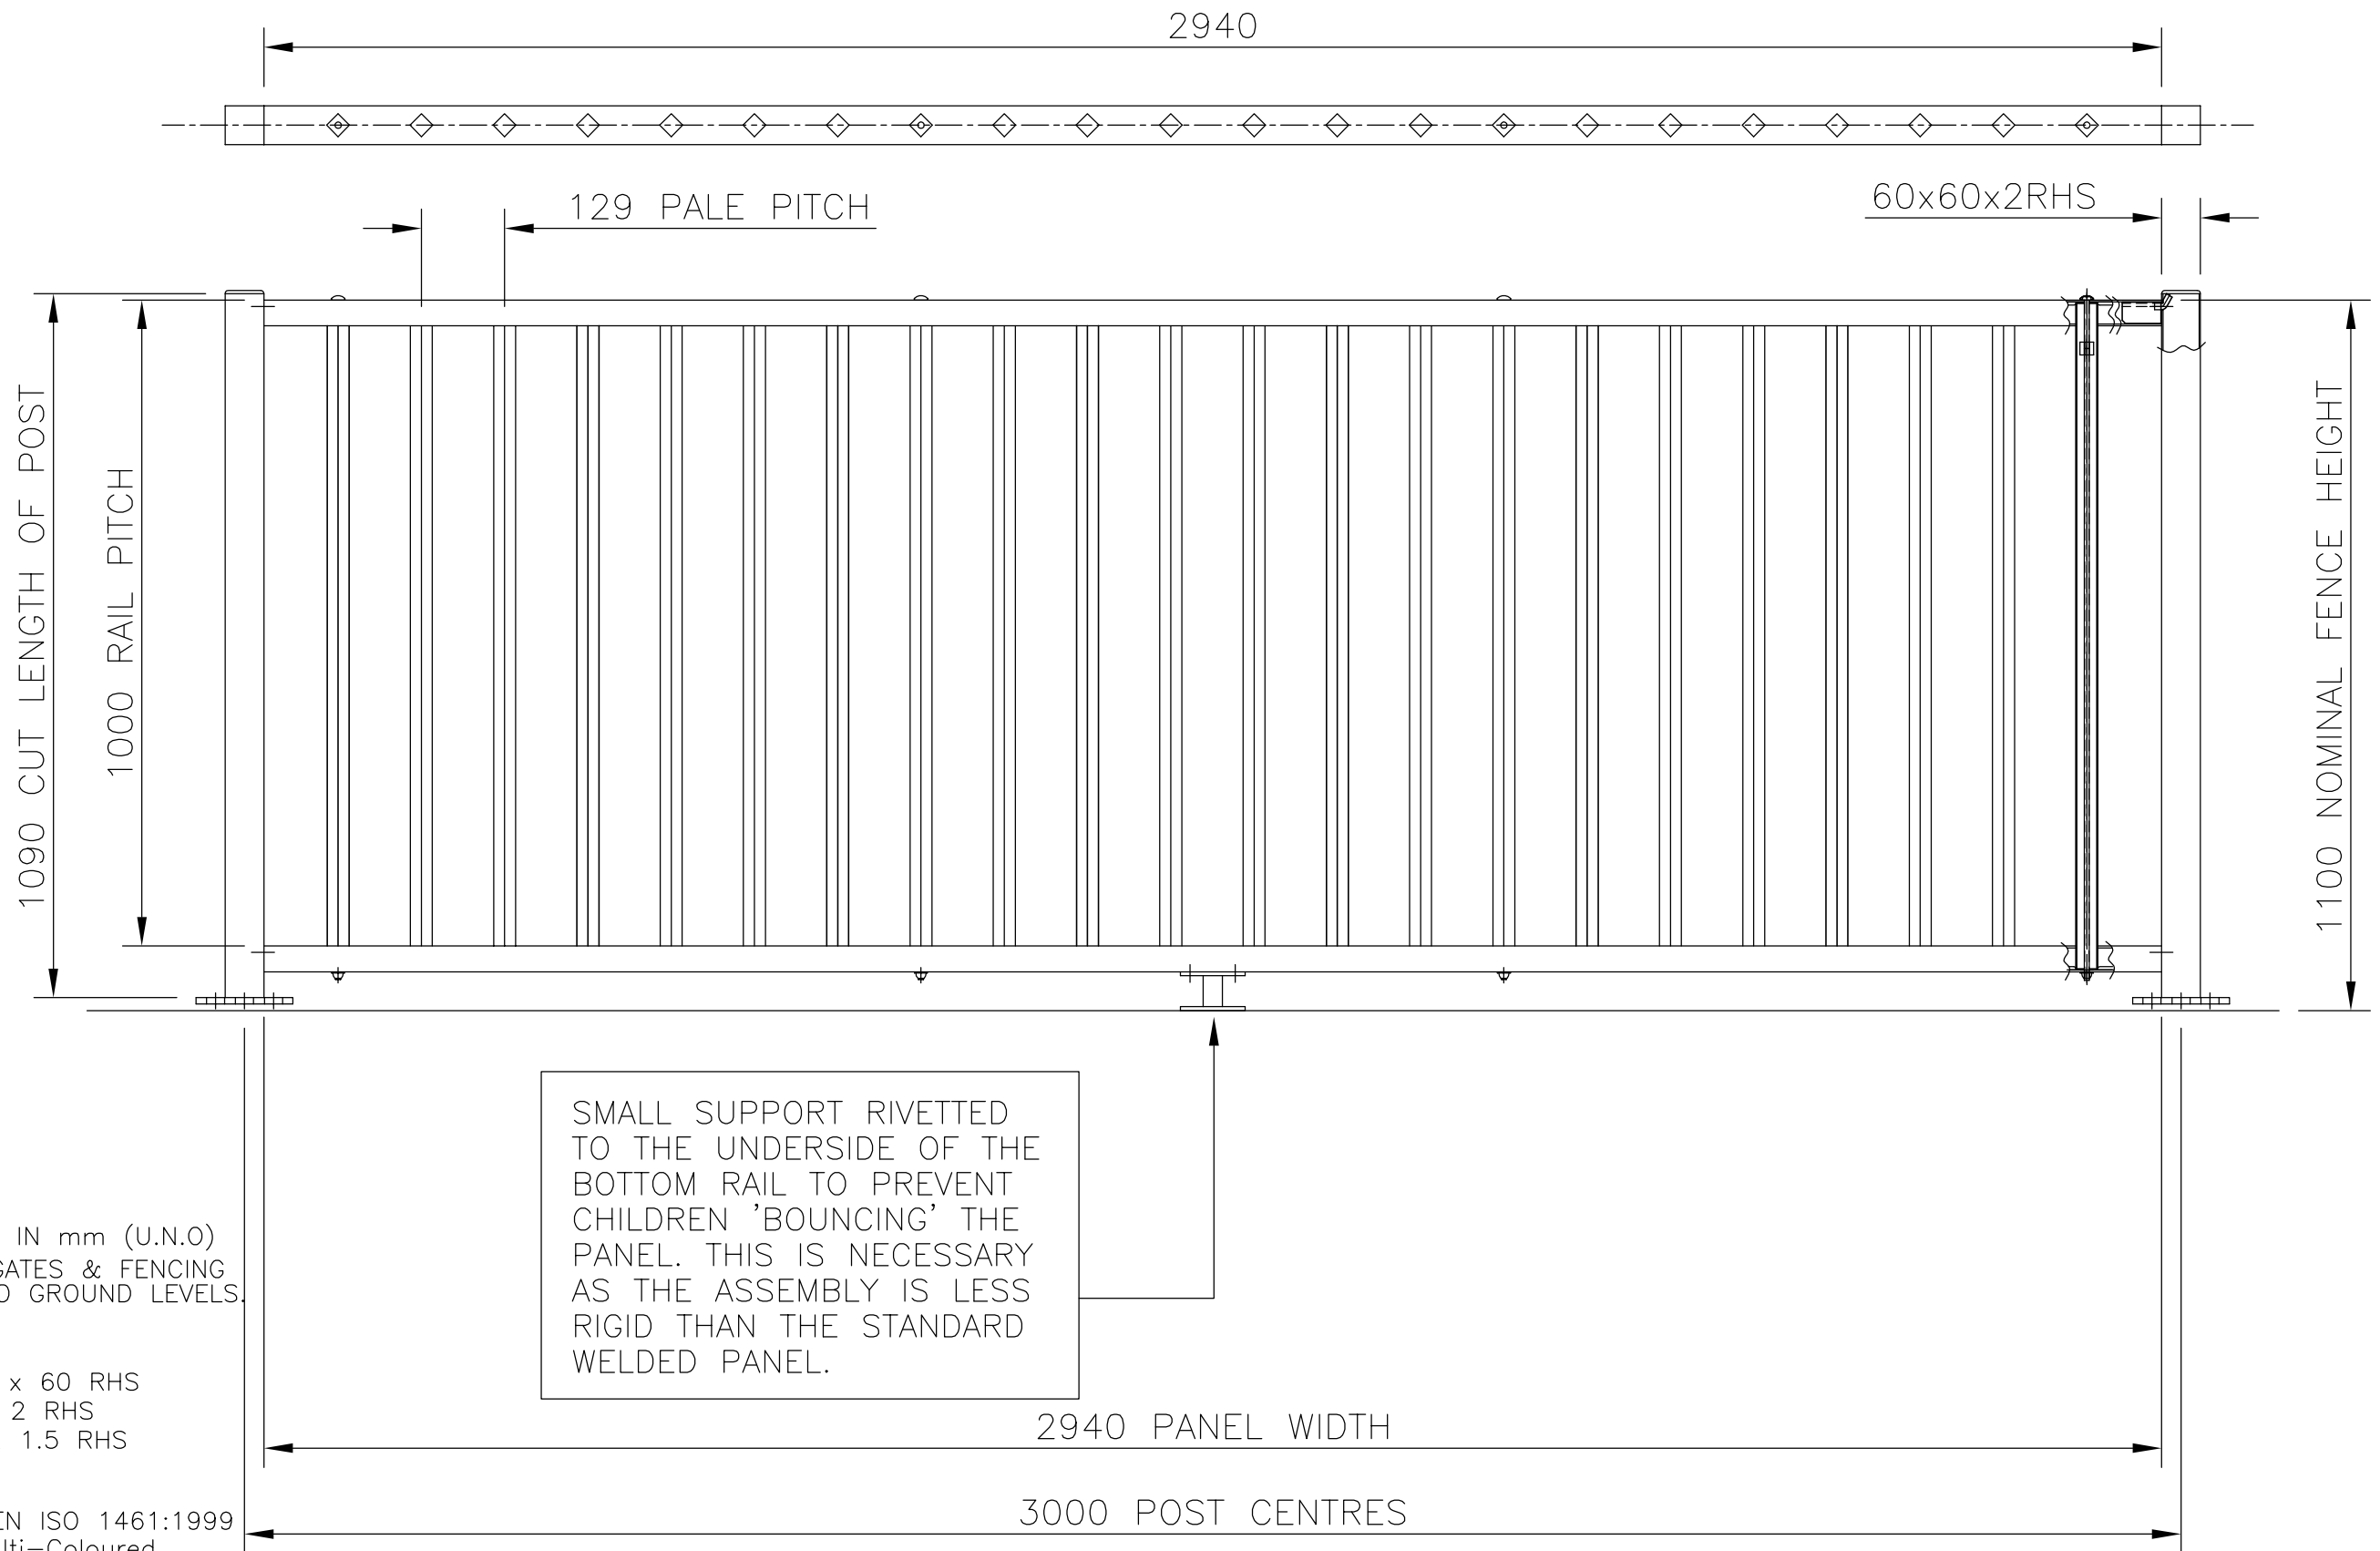 2940
129 PALE PITCH
60x60x2RHS
1090 CUT LENGTH OF POST
1000 RAIL PITCH
1100 NOMINAL FENCE HEIGHT
SMALL SUPPORT RIVETTED
TO THE UNDERSIDE OF THE
BOTTOM RAIL TO PREVENT
CHILDREN 'BOUNCING' THE
PANEL. THIS IS NECESSARY
AS THE ASSEMBLY IS LESS
RIGID THAN THE STANDARD
WELDED PANEL.
IN mm (U.N.O)
GATES & FENCING
GROUND LEVELS.
x 60 RHS
2 RHS
1.5 RHS
EN ISO 1461:1999
2940 PANEL WIDTH
3000 POST CENTRES